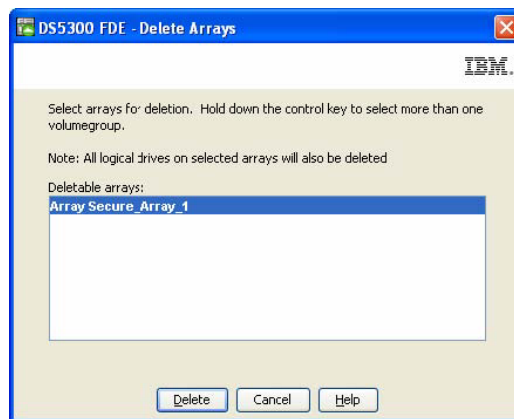 DS5300 FDE - Delete Arrays
IBM.
Select arrays for deletion. Hold down the control key to select more than one
volumegroup.
Note: All logical drives on selected arrays will also be deleted
Deletable arrays:
Array Secure_Array_1
Delete
Cancel
Help